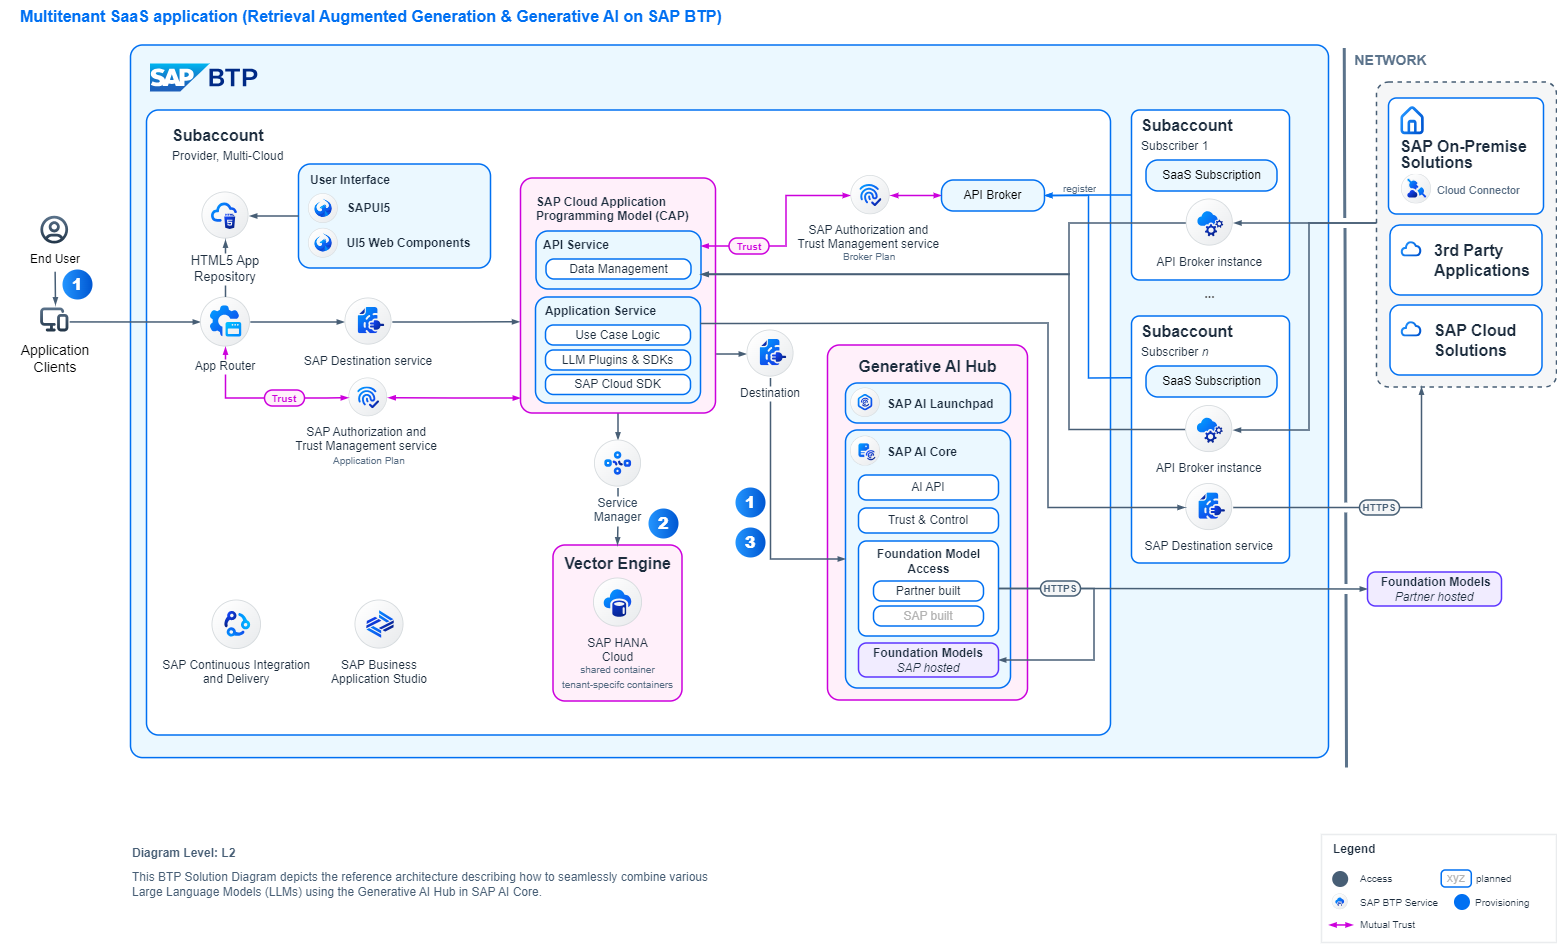 Multitenant SaaS application (Retrieval Augmented Generation & Generative AI on SAP BTP)
SAP BTP
NETWORK
Subaccount
Provider, Multi-Cloud
User Interface
SAPUI5
UI5 Web Components
HTML5 App
Repository
End User
1
Application
Clients
App Router
SAP Destination service
Trust
SAP Authorization and
Trust Management service
Application Plan
SAP Cloud Application
Programming Model (CAP)
API Service
Data Management
Application Service
Use Case Logic
LLM Plugins & SDKs
SAP Cloud SDK
Trust
SAP Authorization and
Trust Management service
Broker Plan
API Broker
register
Destination
Service
Manager
2
1
3
Vector Engine
SAP HANA
Cloud
shared container
tenant-specifc containers
Generative AI Hub
SAP AI Launchpad
SAP AI Core
AI API
Trust & Control
Foundation Model
Access
Partner built
SAP built
Foundation Models
SAP hosted
HTTPS
SAP Continuous Integration
and Delivery
SAP Business
Application Studio
Subaccount
Subscriber 1
SaaS Subscription
API Broker instance
...
Subaccount
Subscriber n
SaaS Subscription
API Broker instance
SAP Destination service
SAP On-Premise
Solutions
Cloud Connector
3rd Party
Applications
SAP Cloud
Solutions
HTTPS
Foundation Models
Partner hosted
Diagram Level: L2
This BTP Solution Diagram depicts the reference architecture describing how to seamlessly combine various
Large Language Models (LLMs) using the Generative AI Hub in SAP AI Core.
Legend
Access
xyz planned
SAP BTP Service
Provisioning
Mutual Trust